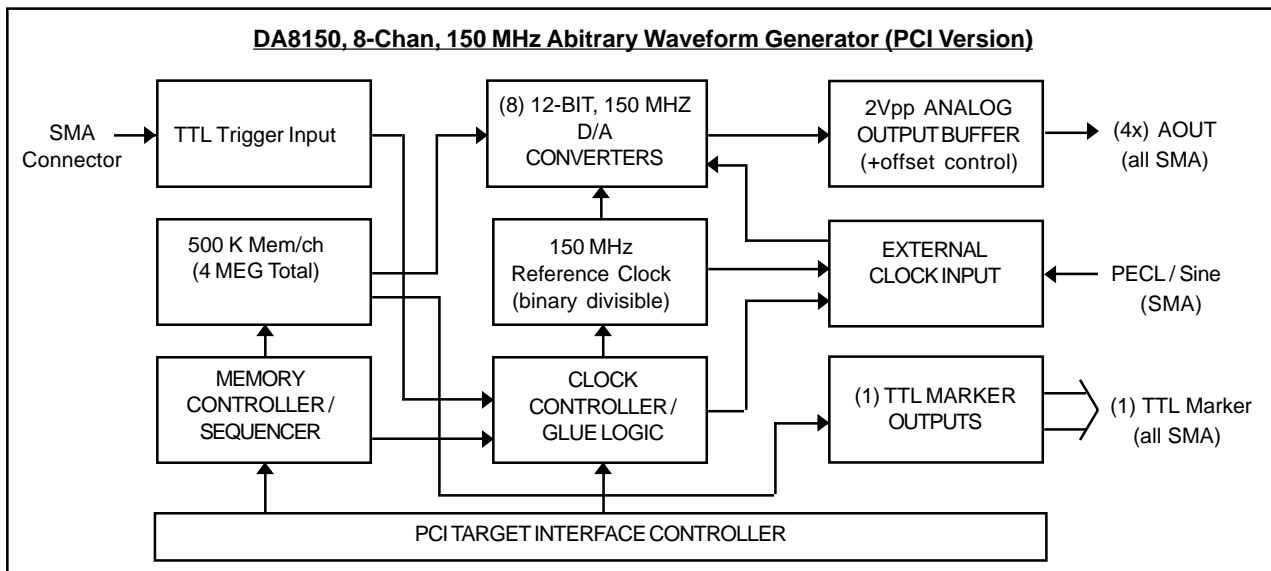 DA8150, 8-Chan, 150 MHz Abitrary Waveform Generator (PCI Version)
SMA
Connector
TTL Trigger Input
(8) 12-BIT, 150 MHZ
D/A
CONVERTERS
2Vpp ANALOG
OUTPUT BUFFER
(+offset control)
(4x) AOUT
(all SMA)
500 K Mem/ch
(4 MEG Total)
150 MHz
Reference Clock
(binary divisible)
EXTERNAL
CLOCK INPUT
PECL / Sine
(SMA)
MEMORY
CONTROLLER /
SEQUENCER
CLOCK
CONTROLLER /
GLUE LOGIC
(1) TTL MARKER
OUTPUTS
(1) TTL Marker
(all SMA)
PCI TARGET INTERFACE CONTROLLER